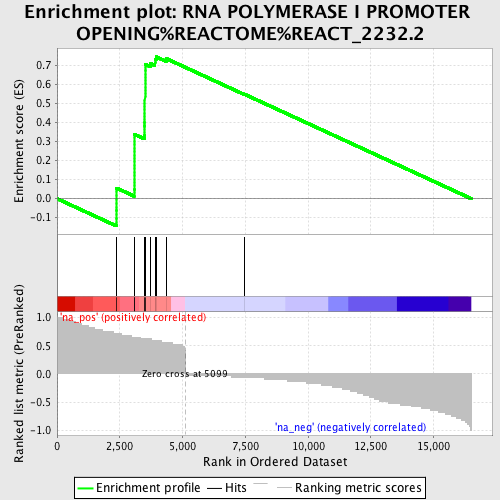 Enrichment plot: RNA POLYMERASE I PROMOTER
OPENING%REACTOME%REACT_2232.2
Enrichment score (ES)
0.7
0.6
0.5
0.4
0.3
0.2
0.1
0.0
-0.1
Ranked list metric (PreRanked)
1.0
0.5
0.0
-0.5
-1.0
'na_pos' (positively correlated)
Zero cross at 5099
'na_neg' (negatively correlated)
0 2,500 5,000 7,500 10,000 12,500 15,000
Rank in Ordered Dataset
Enrichment profile Hits Ranking metric scores